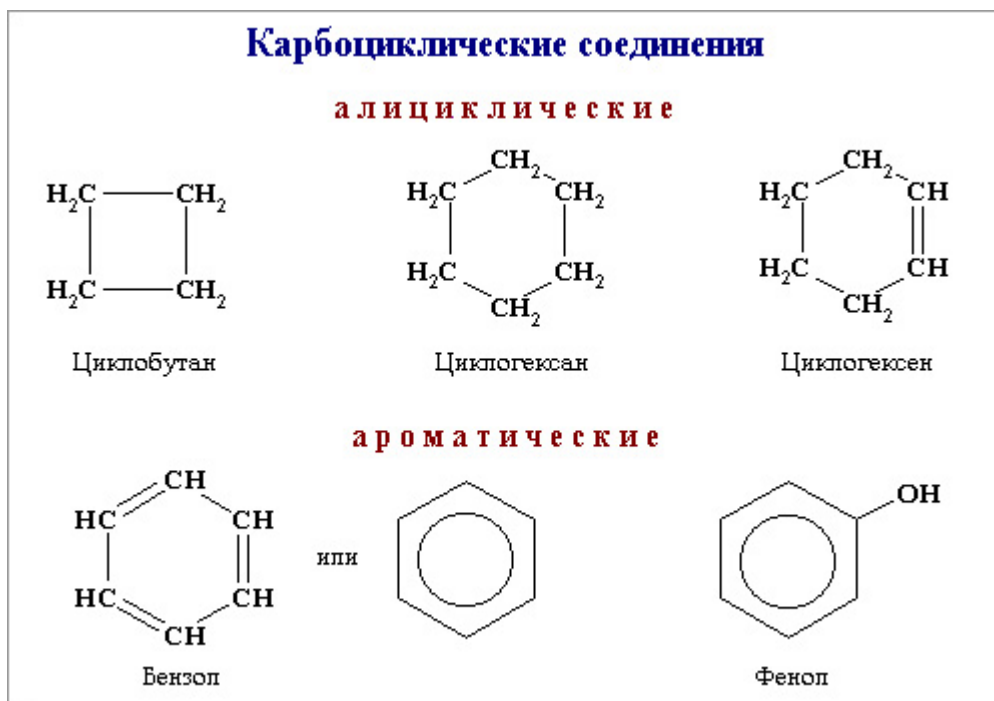 Карбоциклические соединения
алициклические
H₂C CH₂ H₂C CH₂
CH₂ H₂C CH₂ H₂C CH₂ CH₂
CH₂ H₂C CH H₂C CH CH₂
Циклобутан Циклогексан Циклогексен
ароматические
CH HC CH HC CH CH
или
OH
Бензол Фенол